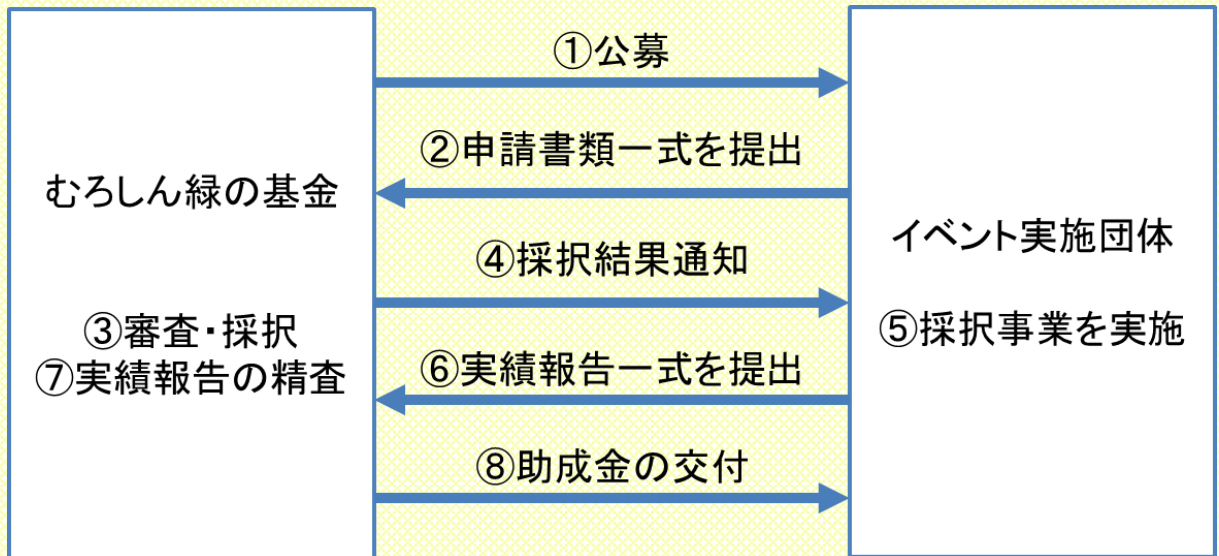 ①公募
②申請書類一式を提出
むろしん緑の基金
イベント実施団体
④採択結果通知
③審査・採択
⑤採択事業を実施
⑦実績報告の精査
⑥実績報告一式を提出
⑧助成金の交付